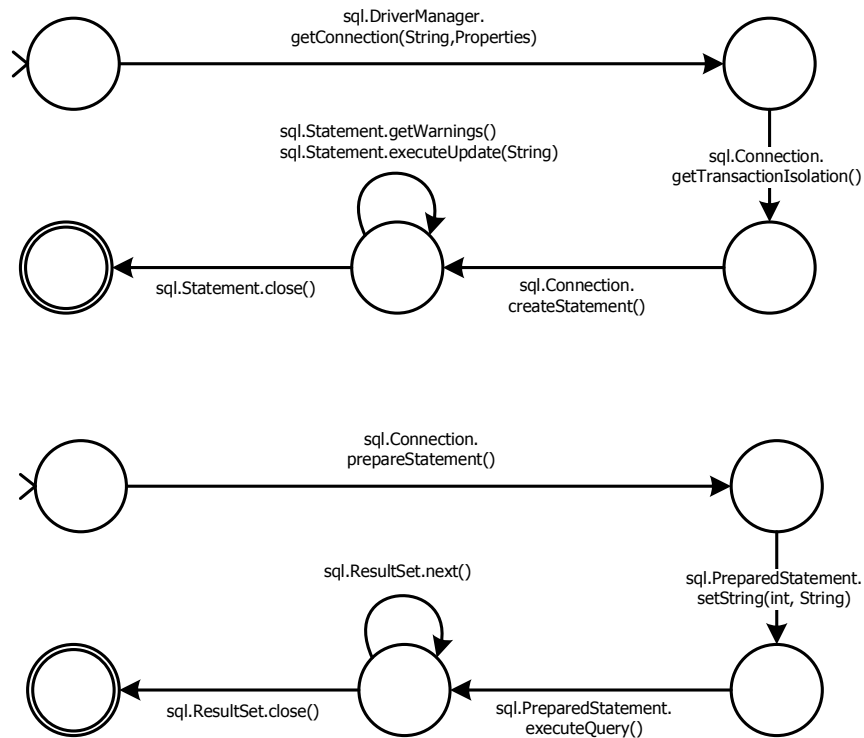 sql.DriverManager.
getConnection(String,Properties)
sql.Statement.getWarnings()
sql.Statement.executeUpdate(String)
sql.Connection.
getTransactionIsolation()
sql.Statement.close()
sql.Connection.
createStatement()
sql.Connection.
prepareStatement()
sql.ResultSet.next()
sql.PreparedStatement.
setString(int, String)
sql.ResultSet.close()
sql.PreparedStatement.
executeQuery()